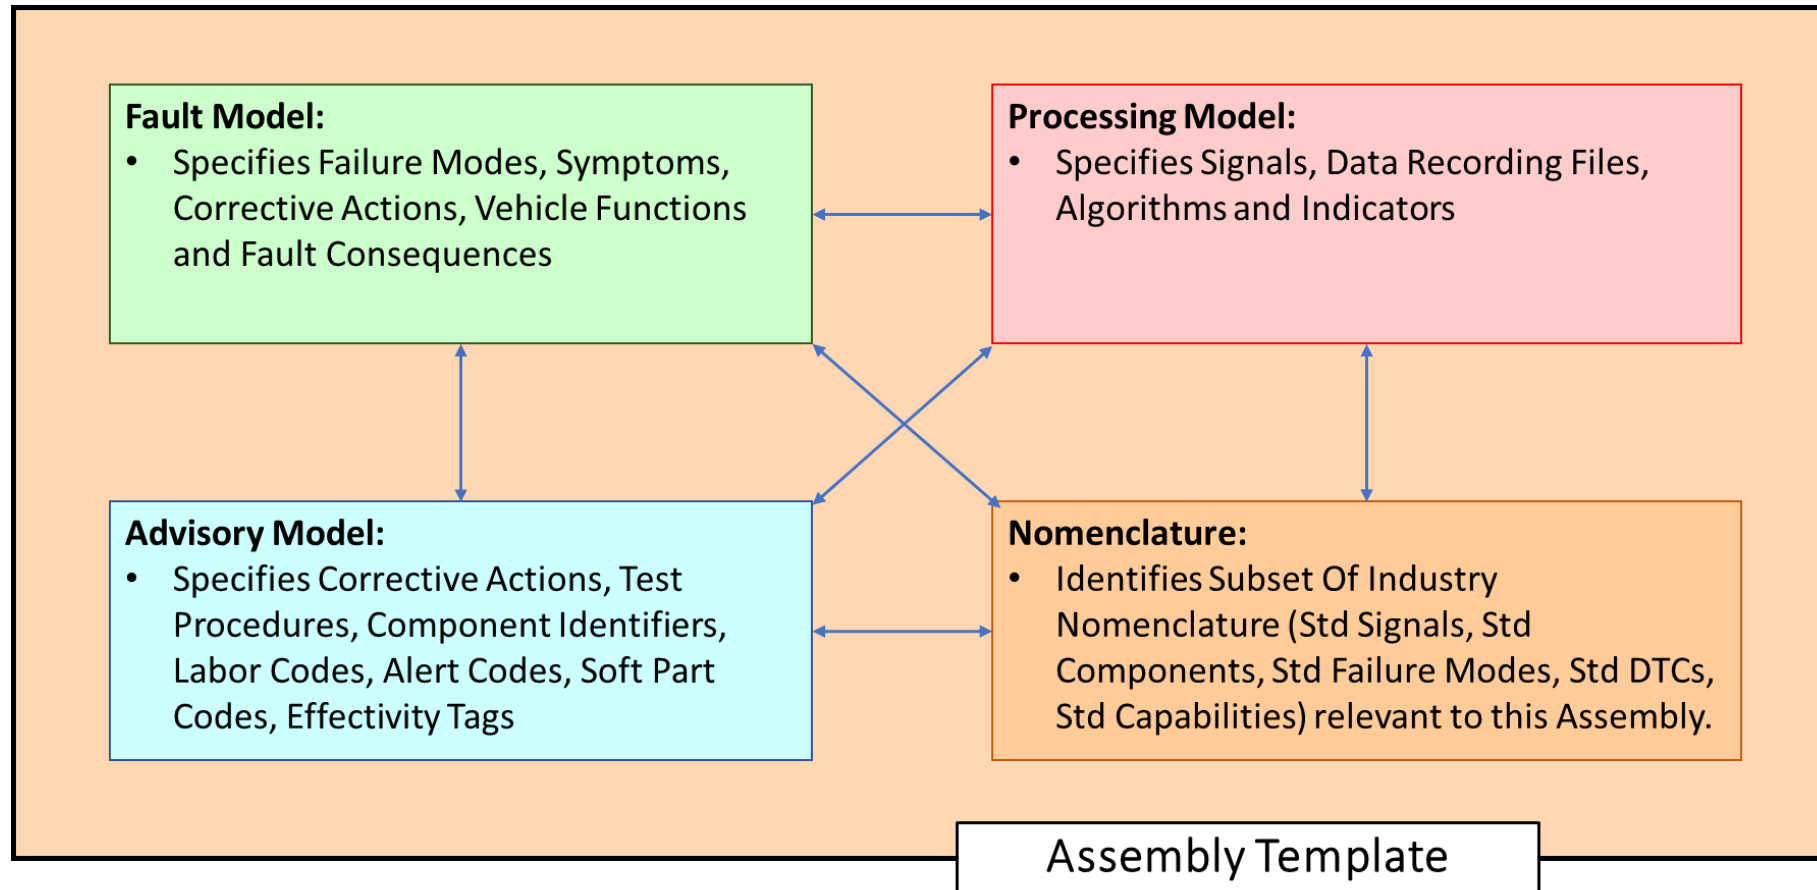 Fault Model:
• Specifies Failure Modes, Symptoms,
Corrective Actions, Vehicle Functions
and Fault Consequences
Processing Model:
• Specifies Signals, Data Recording Files,
Algorithms and Indicators
Advisory Model:
• Specifies Corrective Actions, Test
Procedures, Component Identifiers,
Labor Codes, Alert Codes, Soft Part
Codes, Effectivity Tags
Nomenclature:
• Identifies Subset Of Industry
Nomenclature (Std Signals, Std
Components, Std Failure Modes, Std DTCs,
Std Capabilities) relevant to this Assembly.
Assembly Template